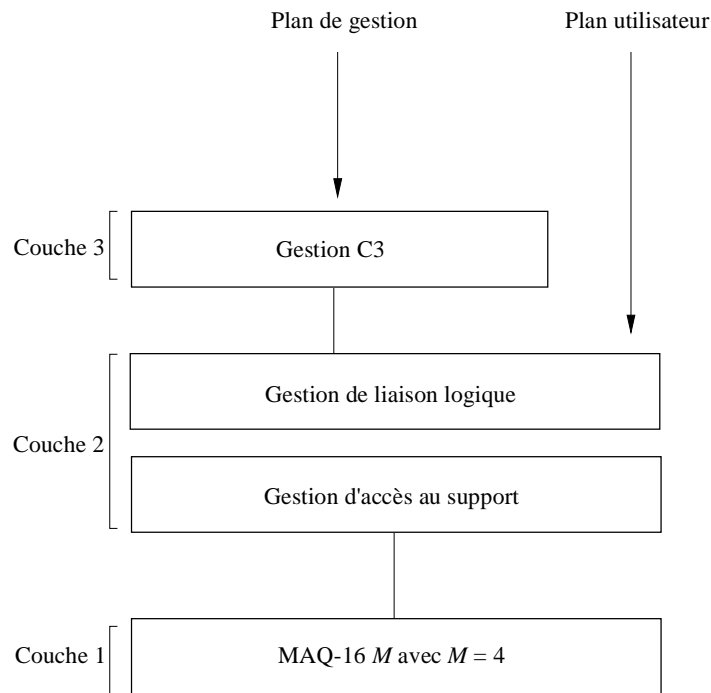 Plan de gestion
Plan utilisateur
Couche 3
Gestion C3
Gestion de liaison logique
Couche 2
Gestion d'accès au support
Couche 1
MAQ-16 M avec M = 4